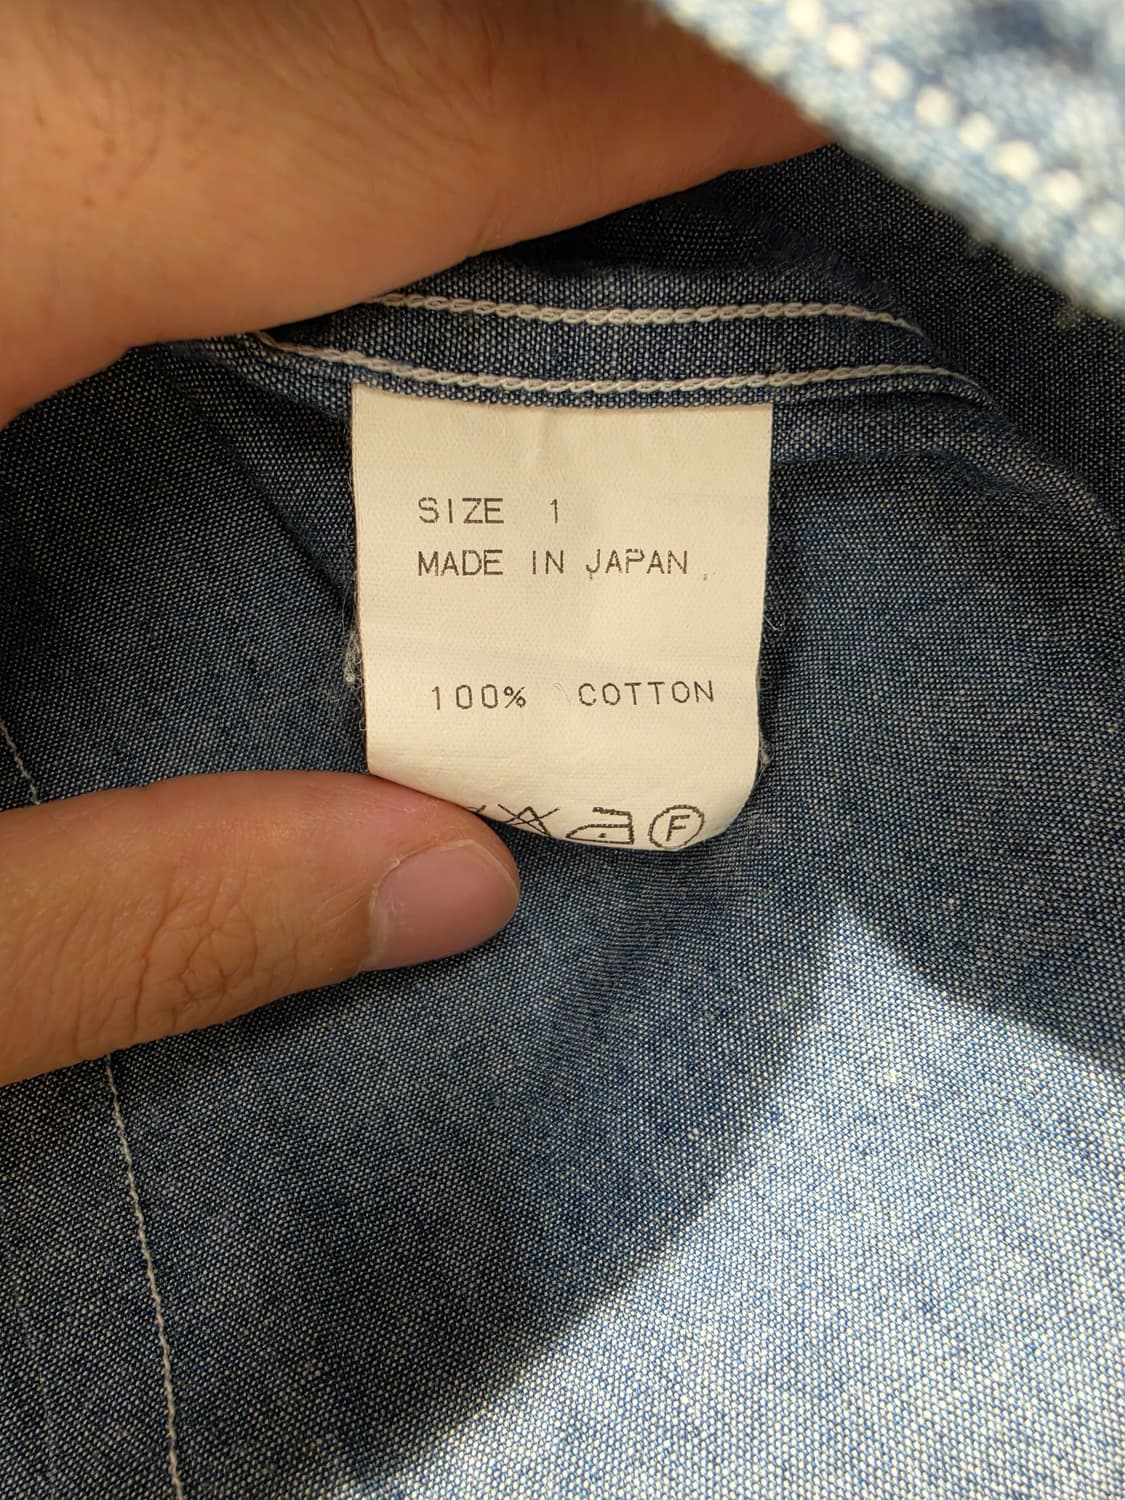 SIZE 1
MADE IN JAPAN
100% COTTON
F